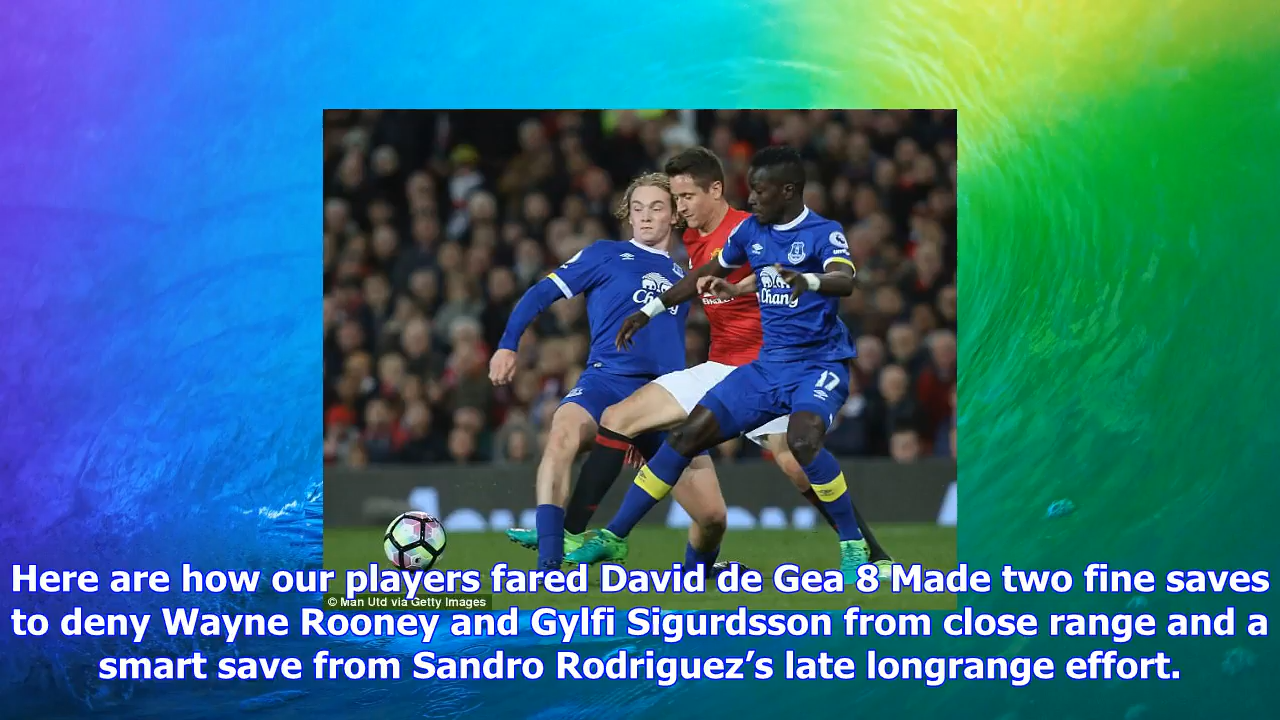 Chang
Chang
17
Here are how our players fared David de Gea 8 Made two fine saves
© Man Utd via Getty Images
to deny Wayne Rooney and Gylfi Sigurdsson from close range and a
smart save from Sandro Rodriguez’s late longrange effort.